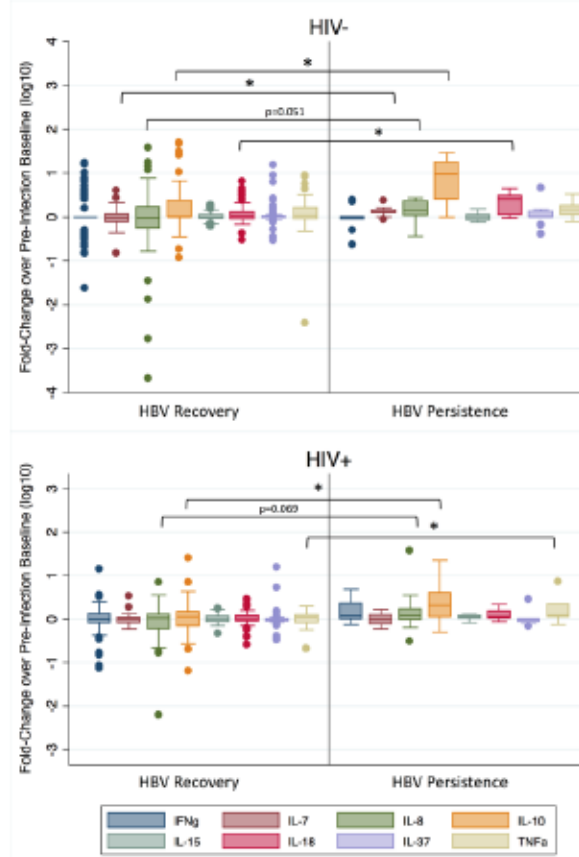 HIV-
Fold-Change over Pre-Infection Baseline (log10)
4
3
2
1
0
-1
-2
-3
-4
*
*
p=0.051
*
HBV Recovery
HBV Persistence
HIV+
Fold-Change over Pre-Infection Baseline (log10)
3
2
1
0
-1
-2
-3
*
p=0.069
*
HBV Recovery
HBV Persistence
IFNg
IL-7
IL-8
IL-10
IL-15
IL-18
IL-37
TNFa